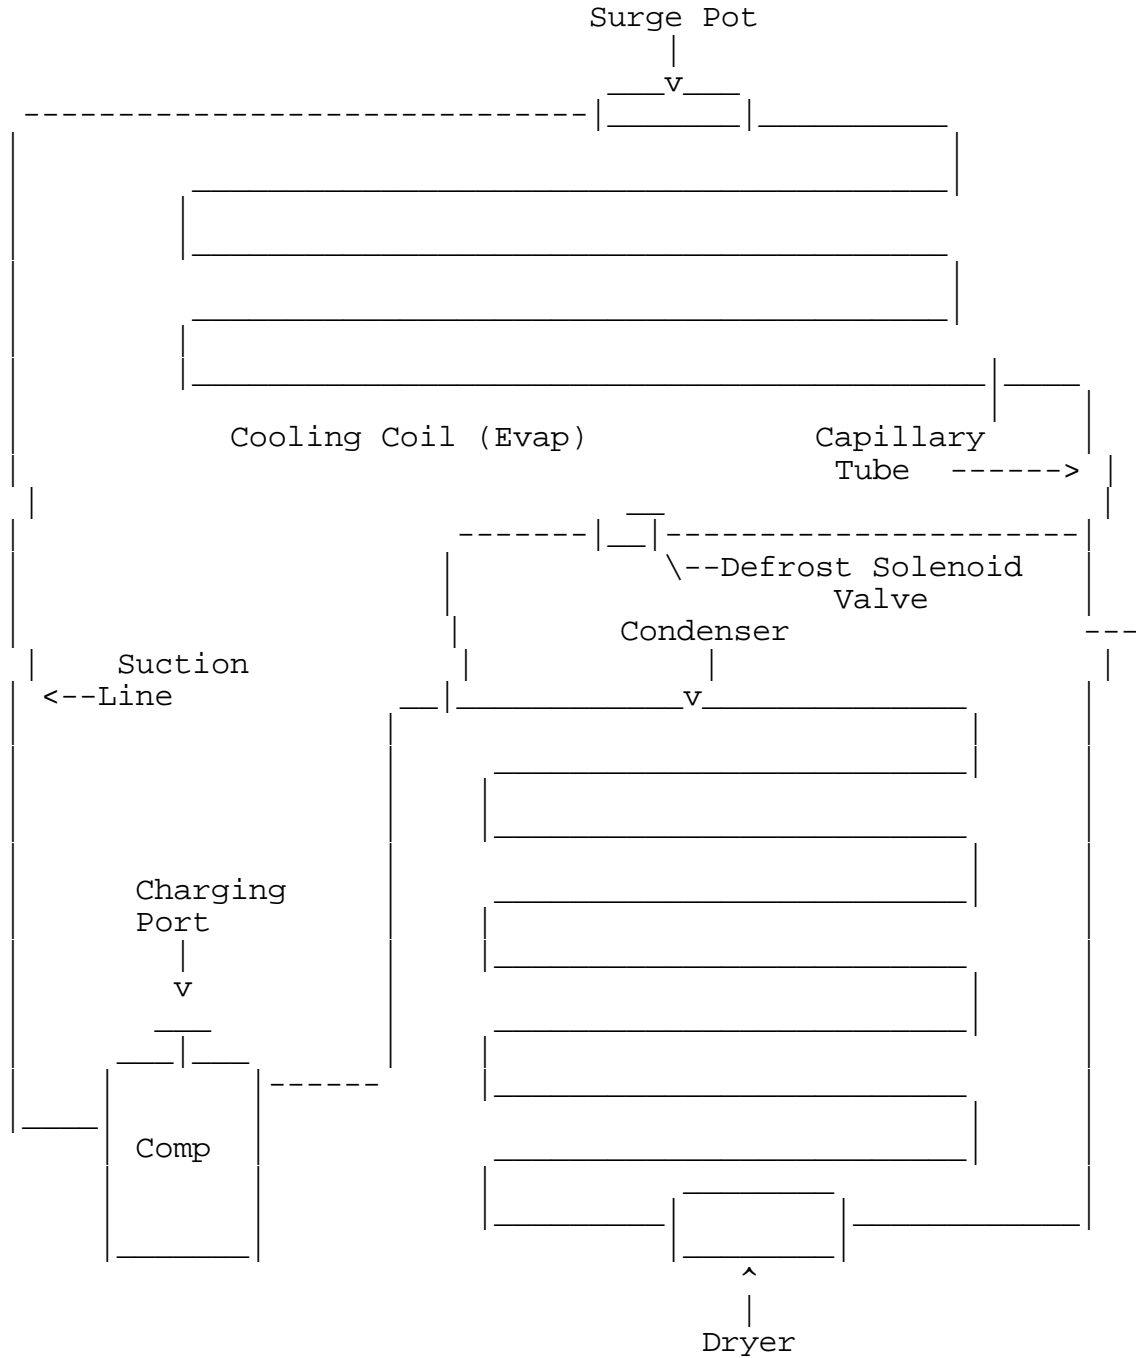 Surge Pot
Cooling Coil (Evap)
Capillary
Tube
Defrost Solenoid
Valve
Condenser
Suction
Line
Charging
Port
Comp
Dryer